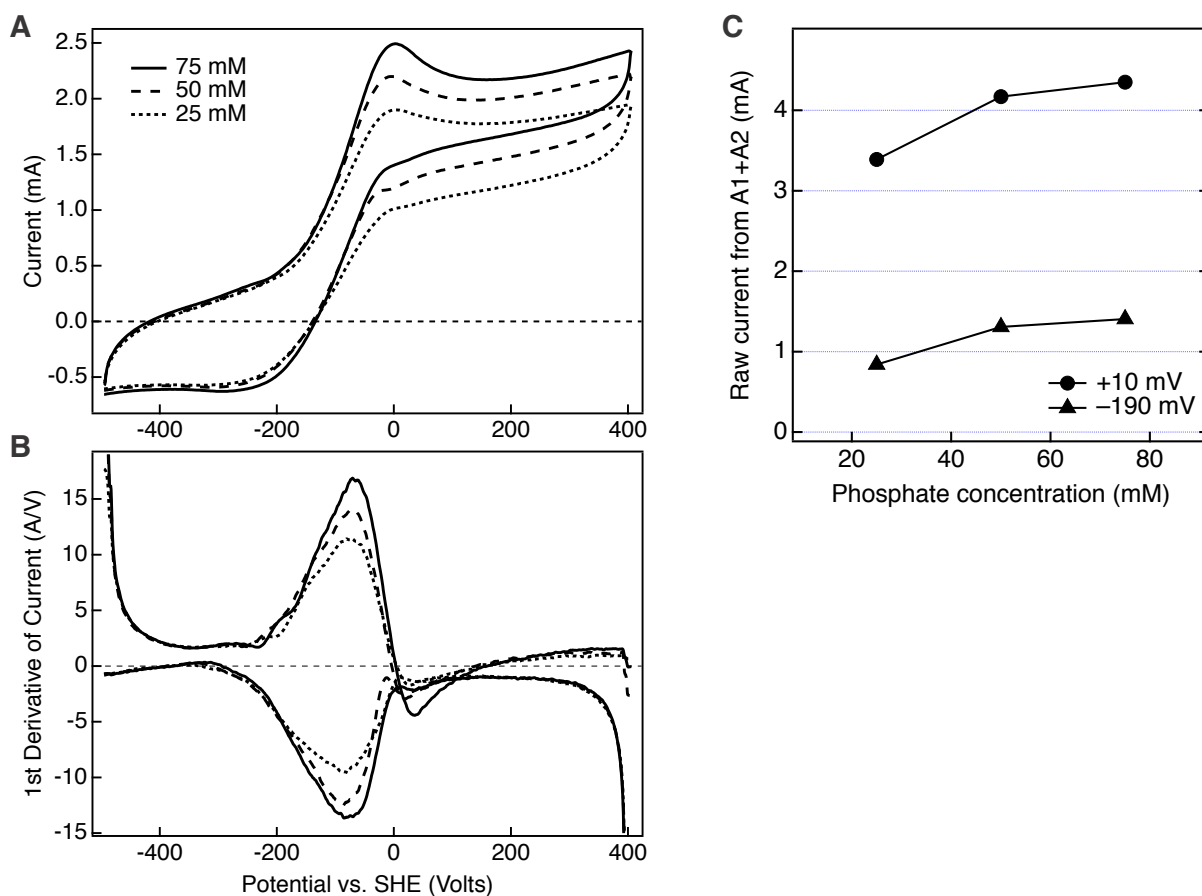 A
Current (mA)
2.5
2.0
1.5
1.0
0.5
0.0
-0.5
75 mM
50 mM
25 mM
-400
-200
0
200
400
B
1st Derivative of Current (A/V)
15
10
5
0
-5
-10
-15
-400
-200
0
200
400
Potential vs. SHE (Volts)
C
Raw current from A1+A2 (mA)
4
3
2
1
0
+10 mV
–190 mV
20
40
60
80
Phosphate concentration (mM)